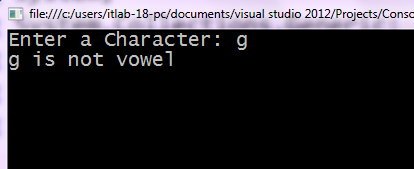 file:///c:/users/itlab-18-pc/documents/visual studio 2012/Projects/Conso
Enter a Character: g
g is not vowel